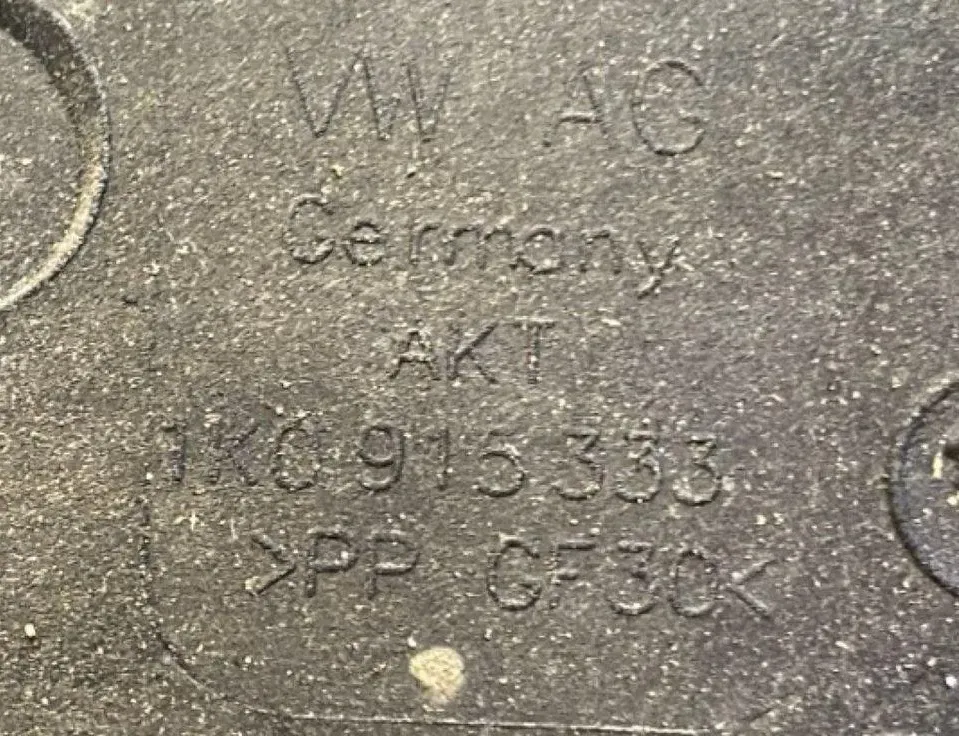 VW AG
Germany
AKT
1K0 915 333
>PP GF30<